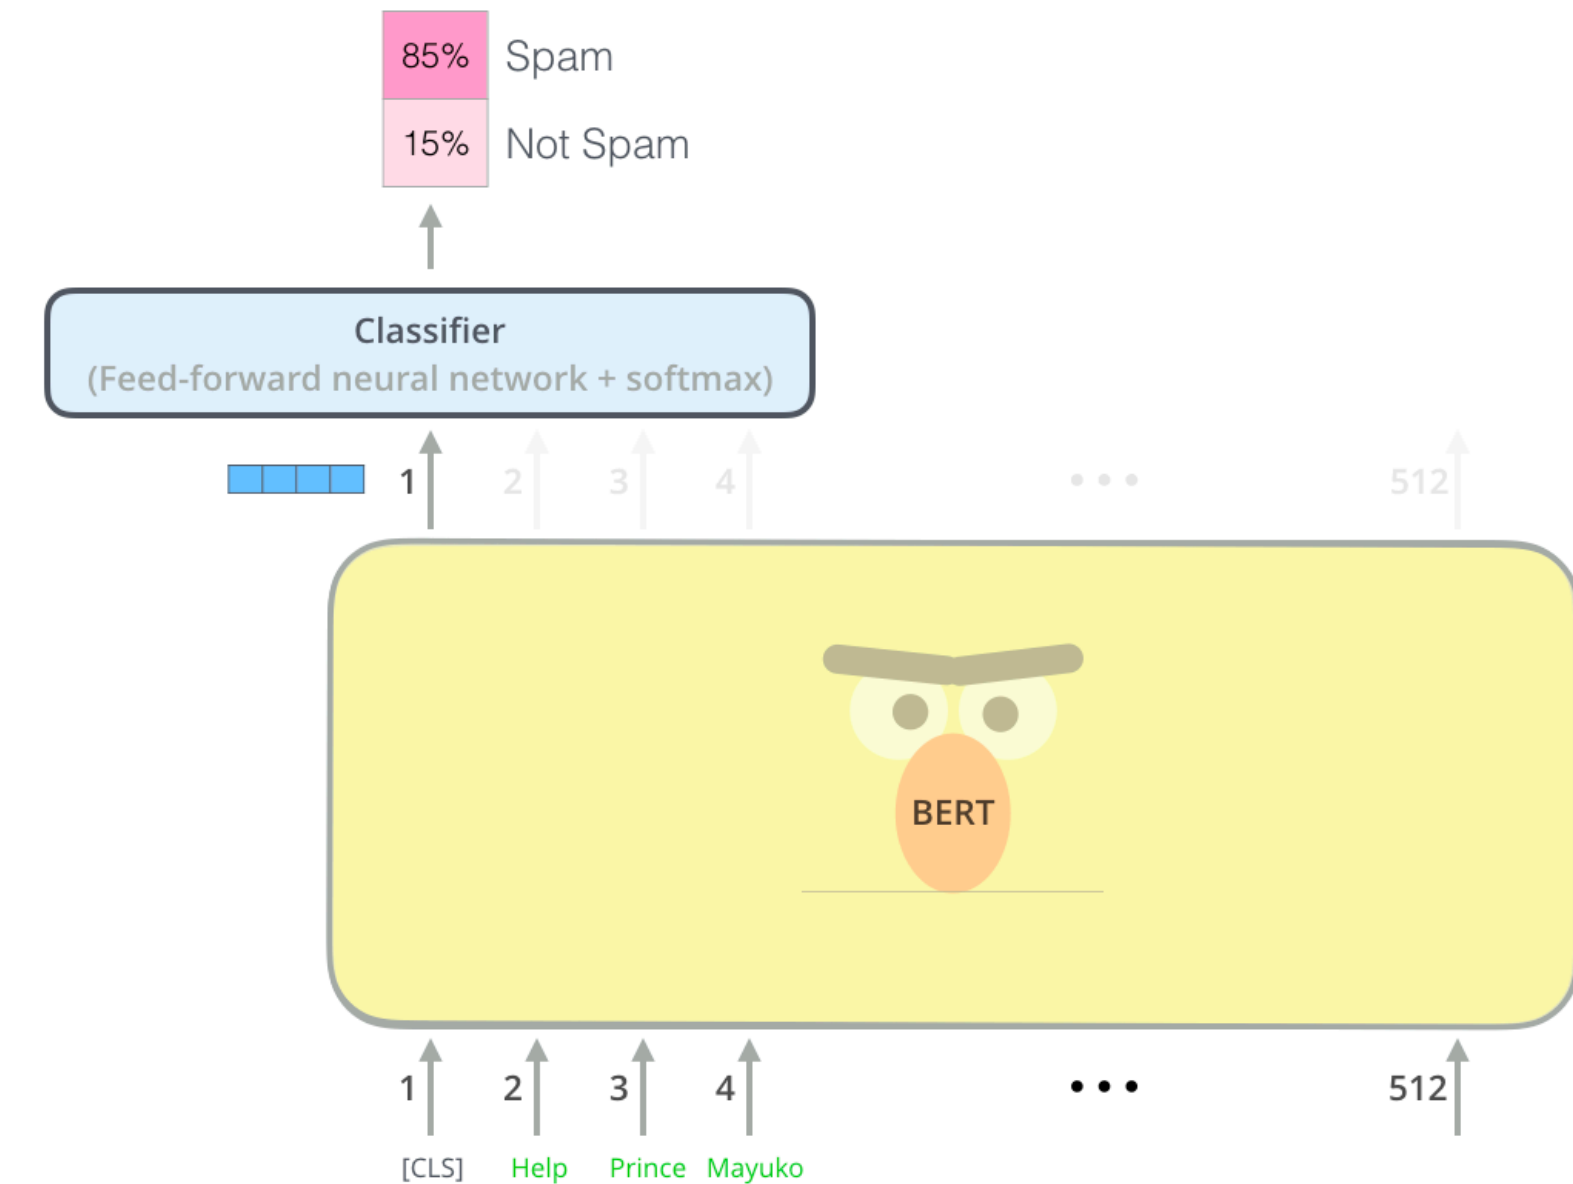 85% Spam
15% Not Spam
Classifier
(Feed-forward neural network + softmax)
1 2 3 4 ••• 512
BERT
1 2 3 4 ••• 512
[CLS] Help Prince Mayuko